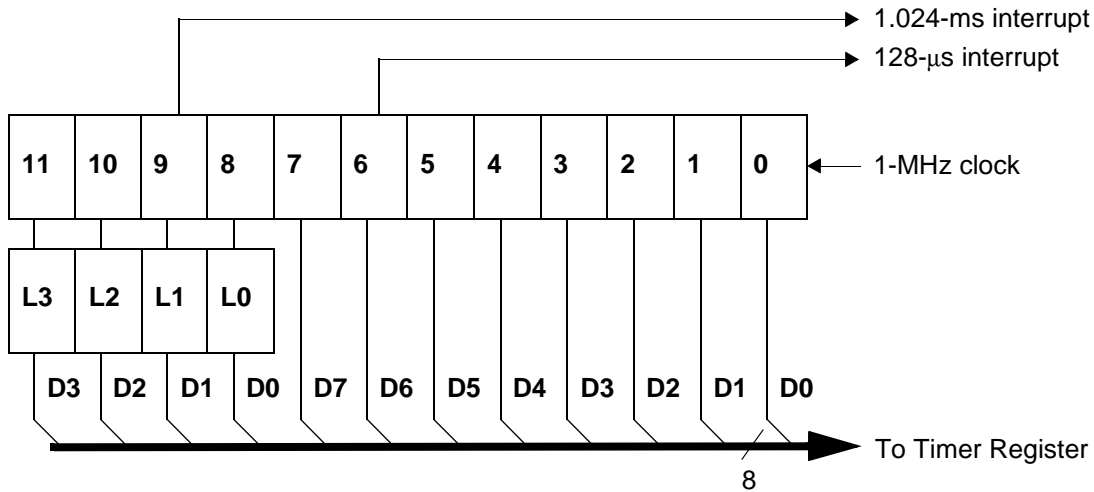 1.024-ms interrupt
128-μs interrupt
11 10 9 8 7 6 5 4 3 2 1 0
1-MHz clock
L3 L2 L1 L0
D3 D2 D1 D0 D7 D6 D5 D4 D3 D2 D1 D0
To Timer Register
8